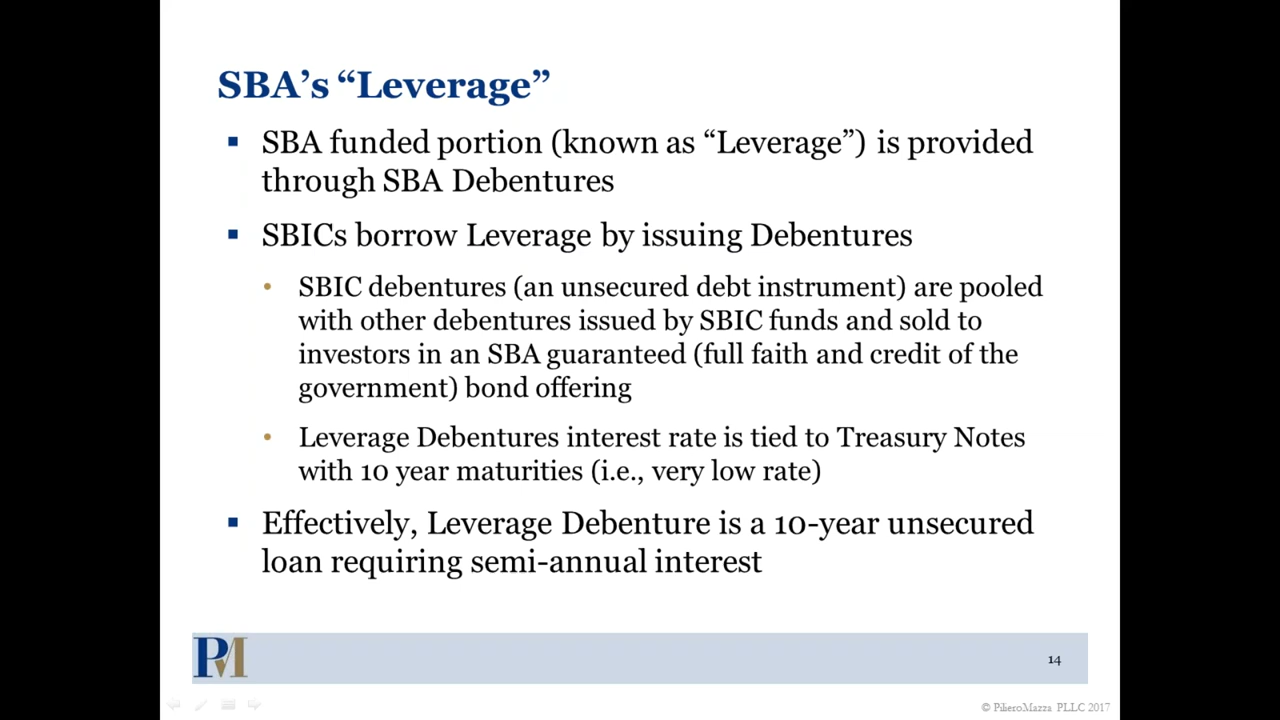 SBA’s “Leverage”
▪ SBA funded portion (known as “Leverage”) is provided
through SBA Debentures
▪ SBICs borrow Leverage by issuing Debentures
• SBIC debentures (an unsecured debt instrument) are pooled
with other debentures issued by SBIC funds and sold to
investors in an SBA guaranteed (full faith and credit of the
government) bond offering
• Leverage Debentures interest rate is tied to Treasury Notes
with 10 year maturities (i.e., very low rate)
▪ Effectively, Leverage Debenture is a 10-year unsecured
loan requiring semi-annual interest
PM
14
© PilieroMazza PLLC 2017